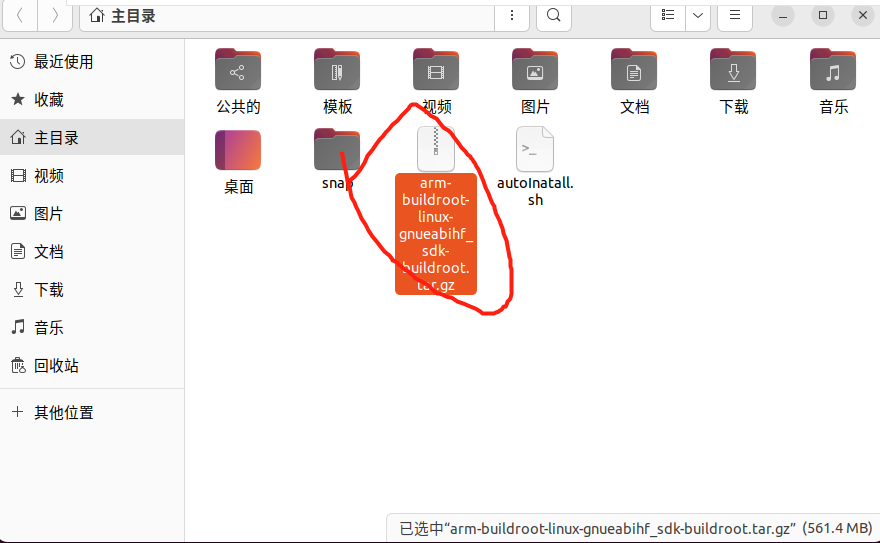 主目录
最近使用
收藏
主目录
视频
图片
文档
下载
音乐
回收站
其他位置
公共的
模板
视频
图片
文档
下载
音乐
桌面
snap
arm-
buildroot-
linux-
gnueabihf_
sdk-
buildroot.
tar.gz
autoInatall.
sh
已选中“arm-buildroot-linux-gnueabihf_sdk-buildroot.tar.gz” (561.4 MB)